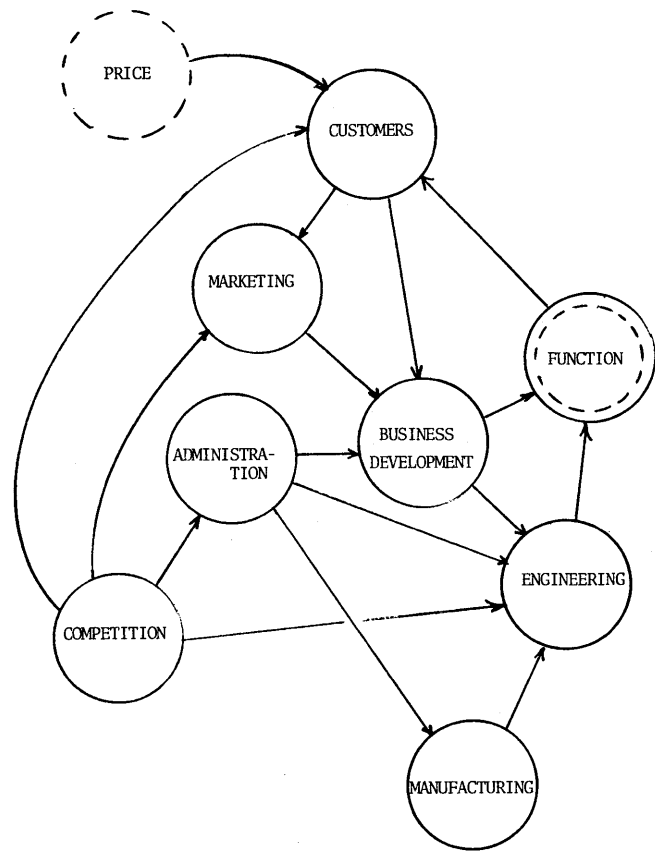 PRICE
CUSTOMERS
MARKETING
FUNCTION
BUSINESS
DEVELOPMENT
ADMINISTRA-
TION
ENGINEERING
COMPETITION
MANUFACTURING